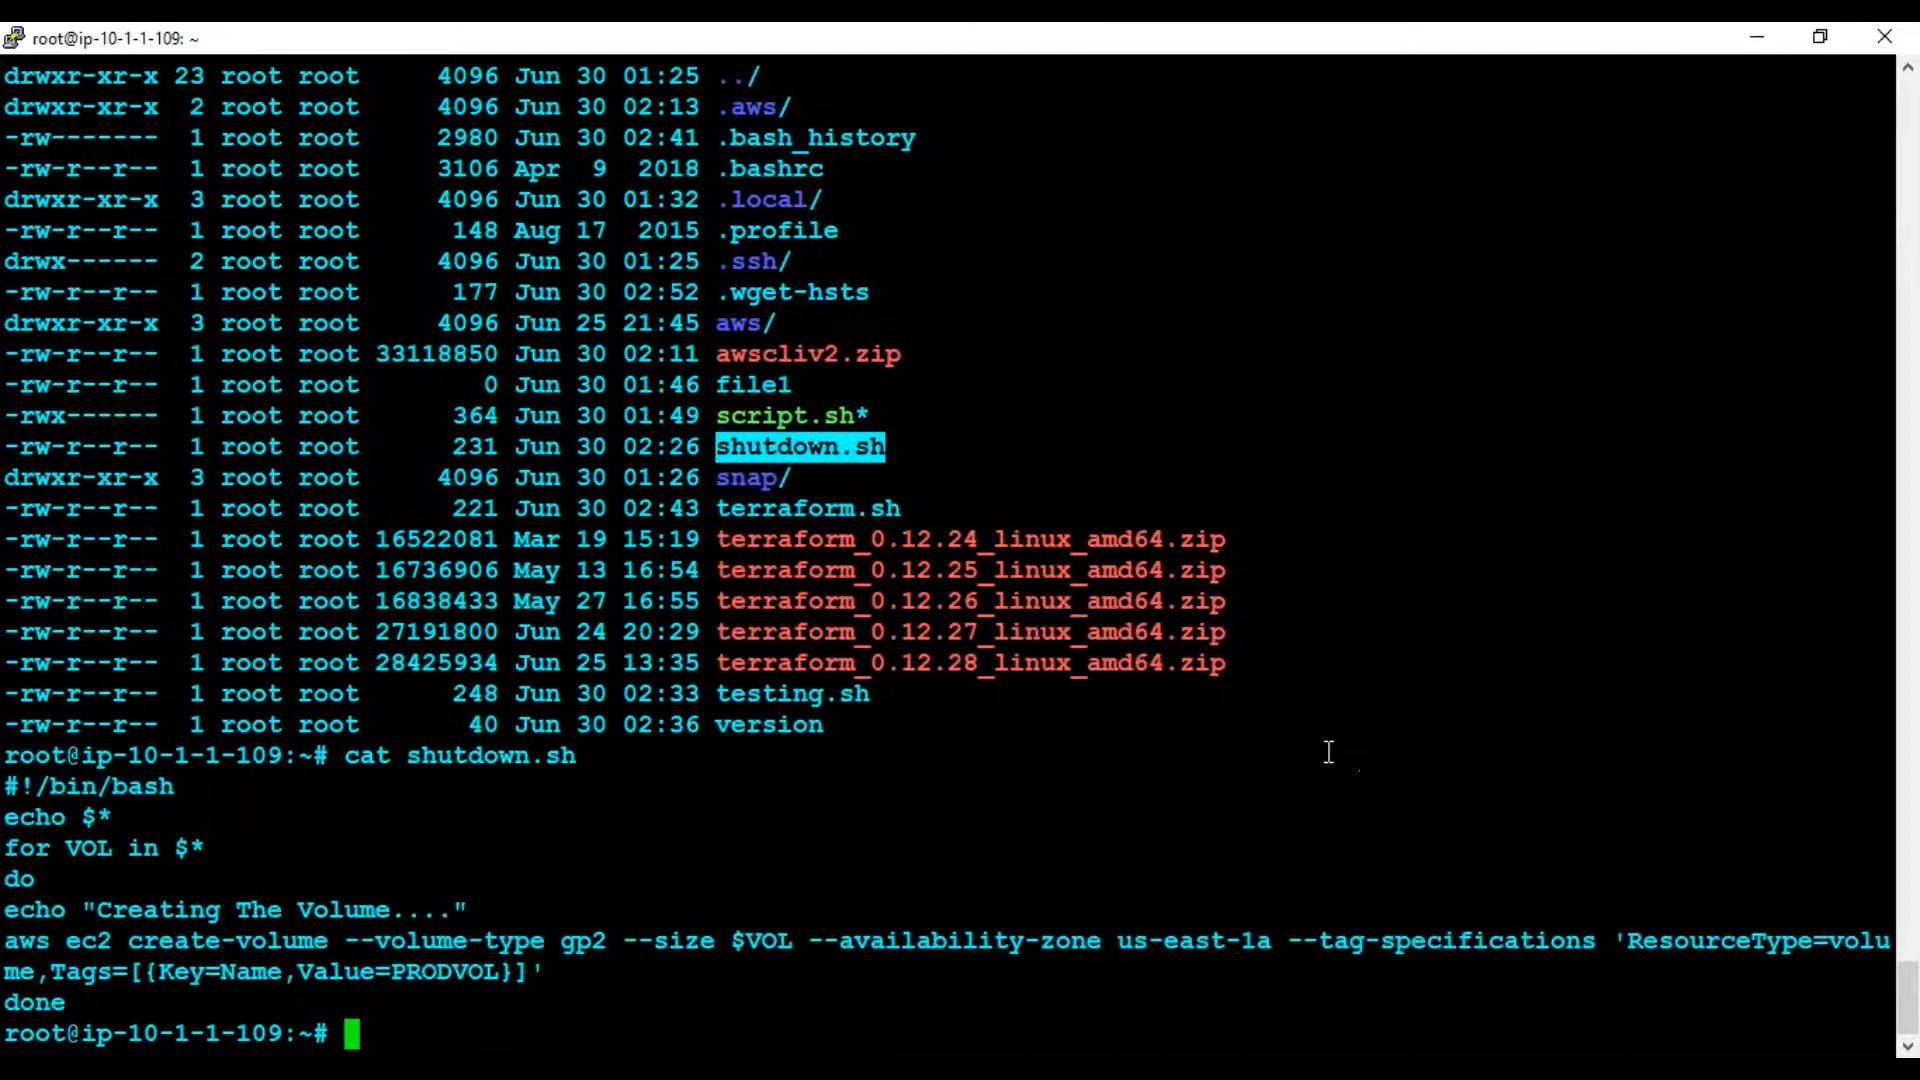 root@ip-10-1-1-109: ~
drwxr-xr-x 23 root root     4096 Jun 30 01:25 ../
drwxr-xr-x  2 root root     4096 Jun 30 02:13 .aws/
-rw-------  1 root root     2980 Jun 30 02:41 .bash_history
-rw-r--r--  1 root root     3106 Apr  9  2018 .bashrc
drwxr-xr-x  3 root root     4096 Jun 30 01:32 .local/
-rw-r--r--  1 root root      148 Aug 17  2015 .profile
drwx------  2 root root     4096 Jun 30 01:25 .ssh/
-rw-r--r--  1 root root      177 Jun 30 02:52 .wget-hsts
drwxr-xr-x  3 root root     4096 Jun 25 21:45 aws/
-rw-r--r--  1 root root 33118850 Jun 30 02:11 awscliv2.zip
-rw-r--r--  1 root root        0 Jun 30 01:46 file1
-rwx------  1 root root      364 Jun 30 01:49 script.sh*
-rw-r--r--  1 root root      231 Jun 30 02:26 shutdown.sh
drwxr-xr-x  3 root root     4096 Jun 30 01:26 snap/
-rw-r--r--  1 root root      221 Jun 30 02:43 terraform.sh
-rw-r--r--  1 root root 16522081 Mar 19 15:19 terraform_0.12.24_linux_amd64.zip
-rw-r--r--  1 root root 16736906 May 13 16:54 terraform_0.12.25_linux_amd64.zip
-rw-r--r--  1 root root 16838433 May 27 16:55 terraform_0.12.26_linux_amd64.zip
-rw-r--r--  1 root root 27191800 Jun 24 20:29 terraform_0.12.27_linux_amd64.zip
-rw-r--r--  1 root root 28425934 Jun 25 13:35 terraform_0.12.28_linux_amd64.zip
-rw-r--r--  1 root root      248 Jun 30 02:33 testing.sh
-rw-r--r--  1 root root       40 Jun 30 02:36 version
root@ip-10-1-1-109:~# cat shutdown.sh
#!/bin/bash
echo $*
for VOL in $*
do
echo "Creating The Volume...."
aws ec2 create-volume --volume-type gp2 --size $VOL --availability-zone us-east-1a --tag-specifications 'ResourceType=volu
me,Tags=[{Key=Name,Value=PRODVOL}]'
done
root@ip-10-1-1-109:~#